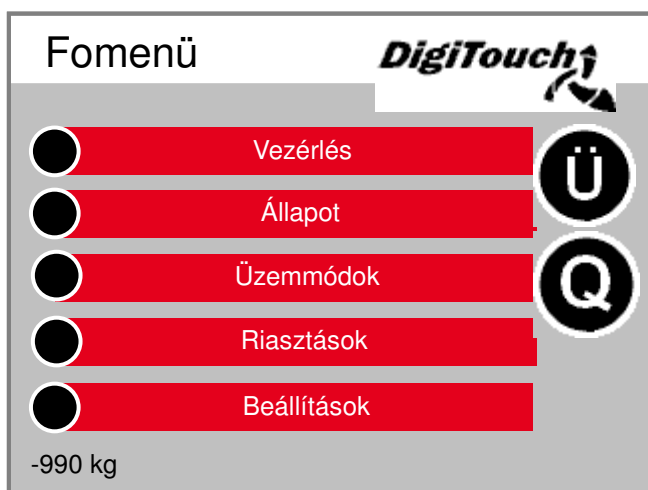 Fomenü
DigiTouch
Vezérlés
Ü
Állapot
Üzemmódok
Q
Riasztások
Beállítások
-990 kg